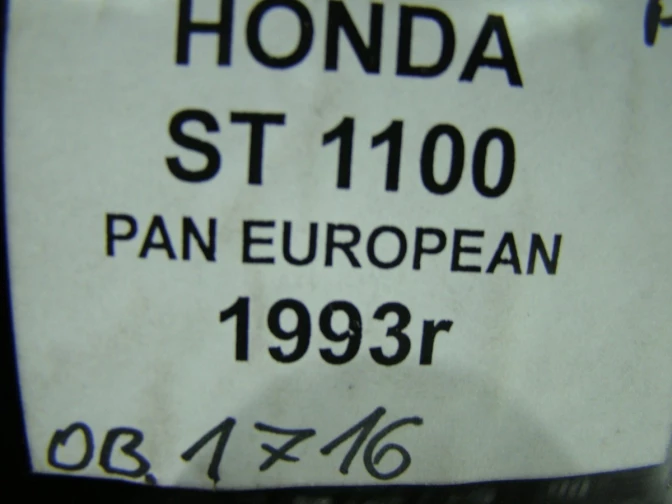 HONDA
ST 1100
PAN EUROPEAN
1993r
OB. 1716